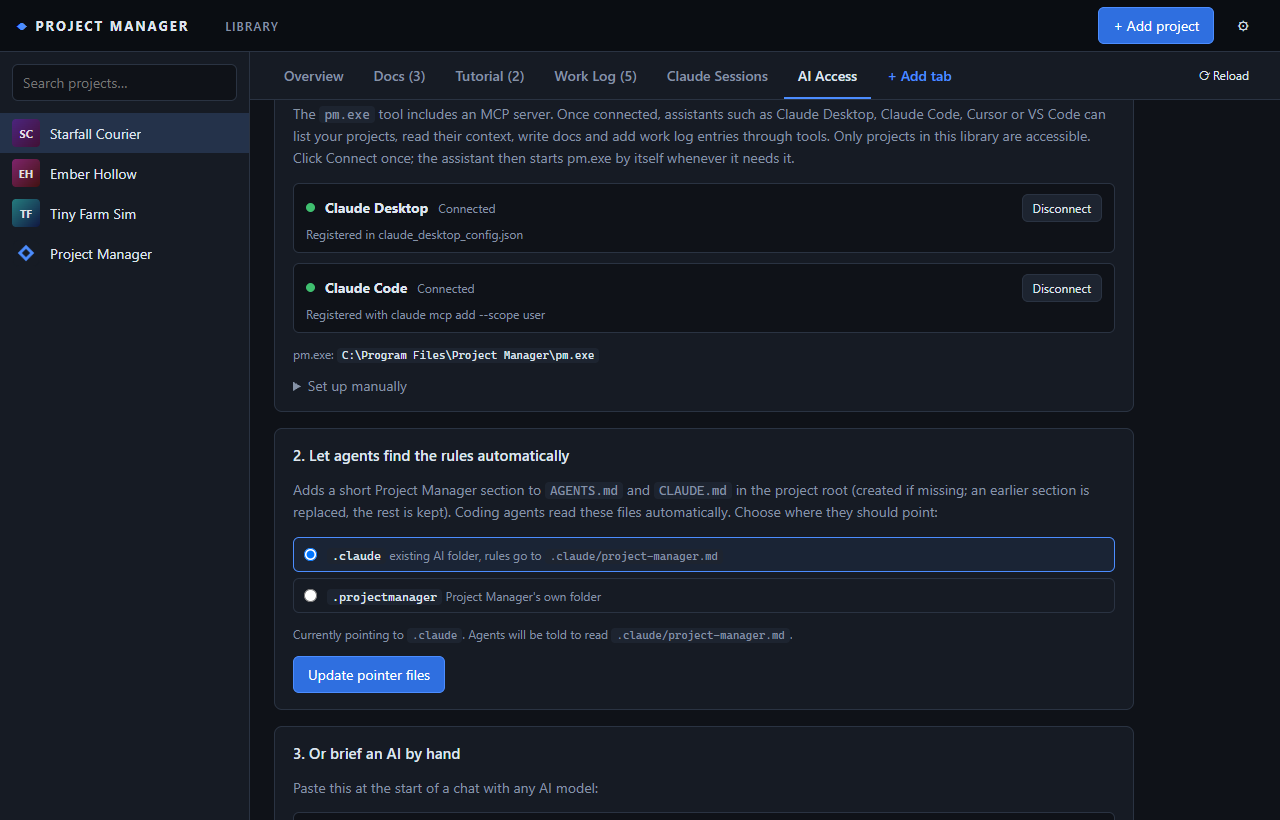 PROJECT MANAGER
LIBRARY
+ Add project
Search projects...
SC Starfall Courier
EH Ember Hollow
TF Tiny Farm Sim
Project Manager
Overview
Docs (3)
Tutorial (2)
Work Log (5)
Claude Sessions
AI Access
+ Add tab
Reload
The pm.exe tool includes an MCP server. Once connected, assistants such as Claude Desktop, Claude Code, Cursor or VS Code can
list your projects, read their context, write docs and add work log entries through tools. Only projects in this library are accessible.
Click Connect once; the assistant then starts pm.exe by itself whenever it needs it.
Claude Desktop Connected
Disconnect
Registered in claude_desktop_config.json
Claude Code Connected
Disconnect
Registered with claude mcp add --scope user
pm.exe: C:\Program Files\Project Manager\pm.exe
Set up manually
2. Let agents find the rules automatically
Adds a short Project Manager section to AGENTS.md and CLAUDE.md in the project root (created if missing; an earlier section is
replaced, the rest is kept). Coding agents read these files automatically. Choose where they should point:
.claude existing AI folder, rules go to .claude/project-manager.md
.projectmanager Project Manager's own folder
Currently pointing to .claude. Agents will be told to read .claude/project-manager.md.
Update pointer files
3. Or brief an AI by hand
Paste this at the start of a chat with any AI model: